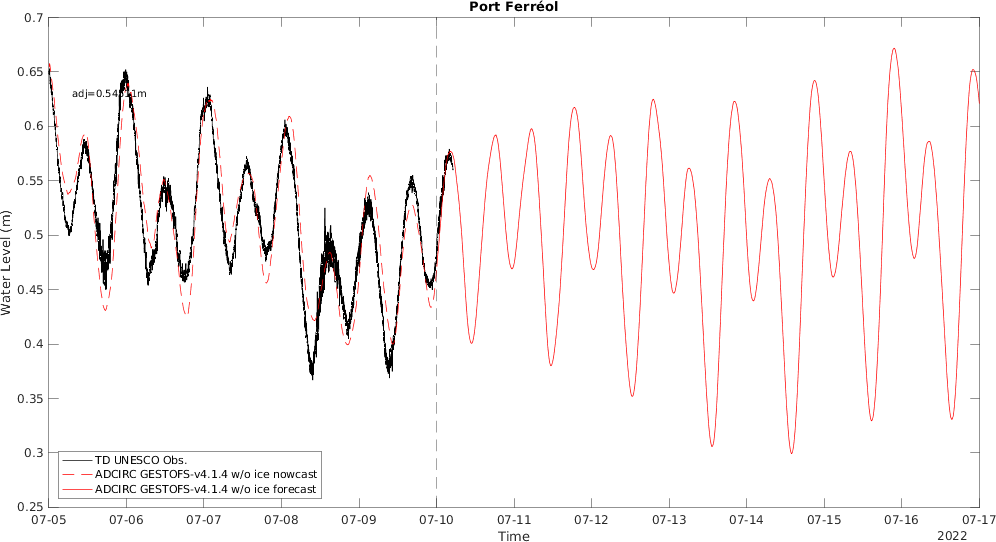 Port Ferréol
Water Level (m)
0.7
0.65
0.6
0.55
0.5
0.45
0.4
0.35
0.3
0.25
TD UNESCO Obs.
ADCIRC GESTOFS-v4.1.4 w/o ice nowcast
ADCIRC GESTOFS-v4.1.4 w/o ice forecast
07-05 07-06 07-07 07-08 07-09 07-10 07-11 07-12 07-13 07-14 07-15 07-16 07-17
Time
2022